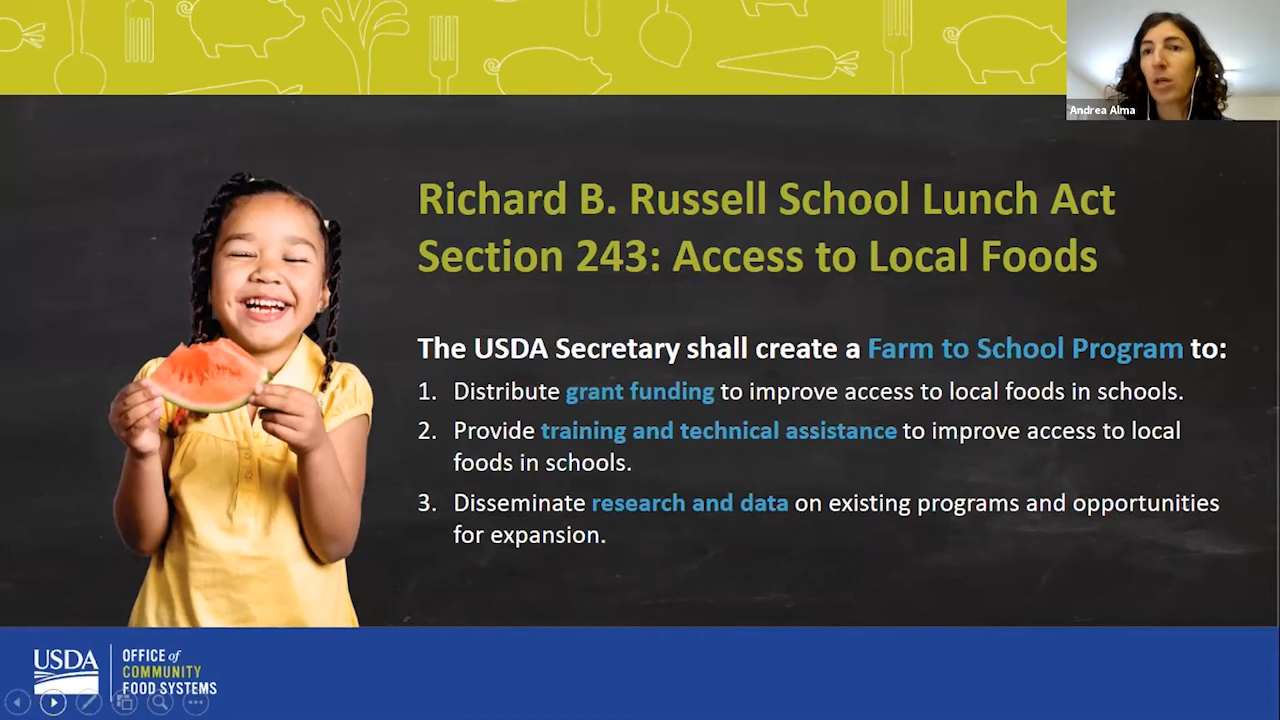 Andrea Alma
Richard B. Russell School Lunch Act
Section 243: Access to Local Foods
The USDA Secretary shall create a Farm to School Program to:
1. Distribute grant funding to improve access to local foods in schools.
2. Provide training and technical assistance to improve access to local
foods in schools.
3. Disseminate research and data on existing programs and opportunities
for expansion.
USDA
OFFICE of
COMMUNITY
FOOD SYSTEMS